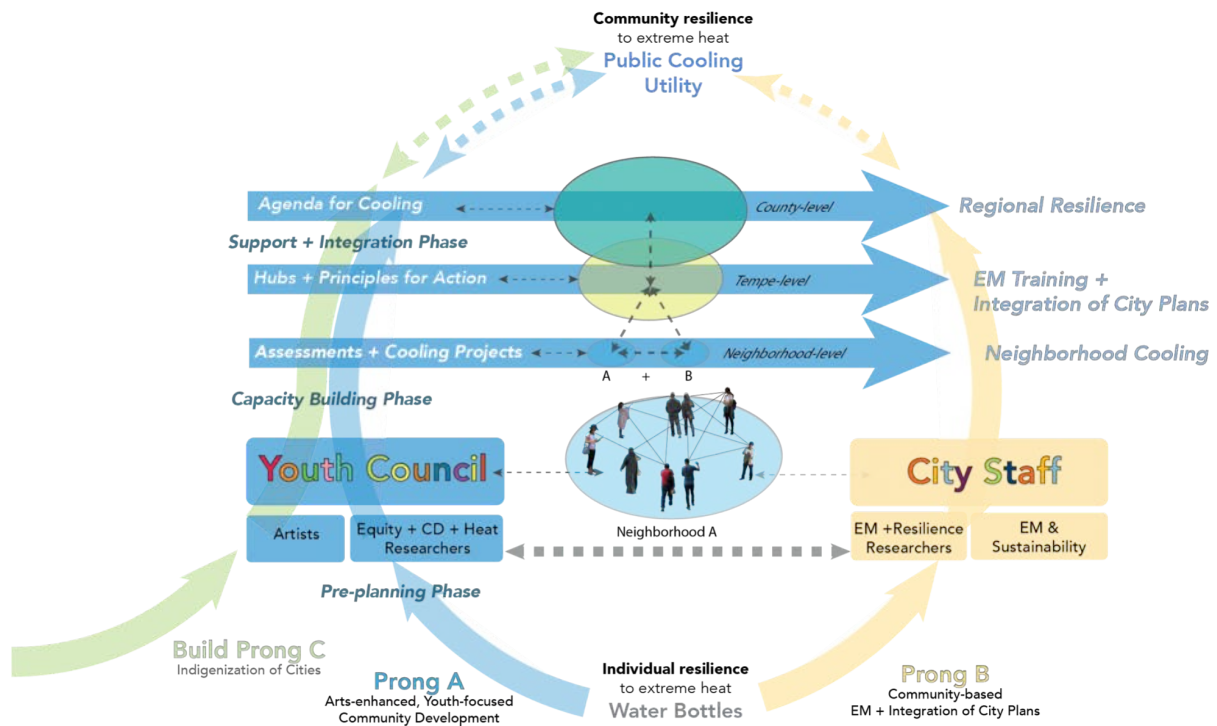 Community resilience
to extreme heat
Public Cooling
Utility
Agenda for Cooling
County-level
Regional Resilience
Support + Integration Phase
Hubs + Principles for Action
Tempe-level
EM Training +
Integration of City Plans
Assessments + Cooling Projects
Neighborhood-level
Neighborhood Cooling
A + B
Capacity Building Phase
Youth Council
City Staff
Artists
Equity + CD + Heat
Researchers
Neighborhood A
EM +Resilience
Researchers
EM &
Sustainability
Pre-planning Phase
Build Prong C
Indigenization of Cities
Prong A
Arts-enhanced, Youth-focused
Community Development
Individual resilience
to extreme heat
Water Bottles
Prong B
Community-based
EM + Integration of City Plans